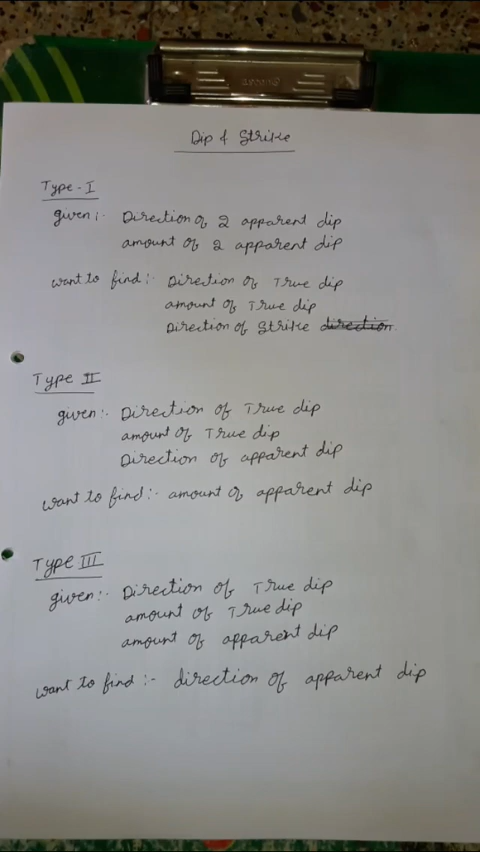 Dip & Strike
Type - I
given :- Direction of 2 apparent dip
amount of 2 apparent dip
want to find :- Direction of True dip
amount of True dip
Direction of Strike direction.
Type II
given :- Direction of True dip
amount of True dip
Direction of apparent dip
want to find :- amount of apparent dip
Type III
given :- Direction of True dip
amount of True dip
amount of apparent dip
want to find :- direction of apparent dip